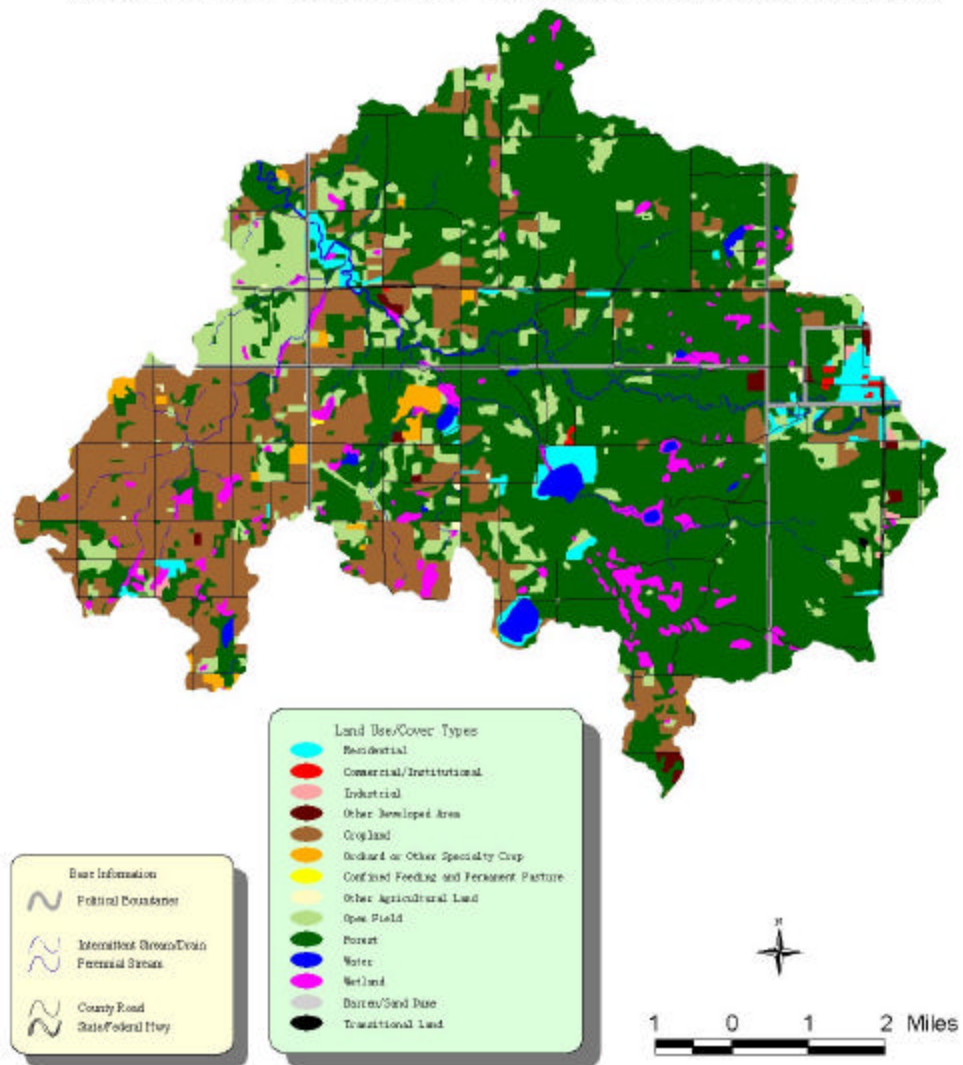 Land Use/Cover Types
Residential
Commercial/Institutional
Industrial
Other Developed Area
Cropland
Orchard or Other Specialty Crop
Confined Feeding and Permanent Pasture
Other Agricultural Land
Open Field
Forest
Water
Wetland
Barren/Sand Dune
Transitional Land
Base Information
Political Boundaries
Intermittent Stream/Drain
Perennial Stream
County Road
State/Federal Hwy
N
1 0 1 2 Miles